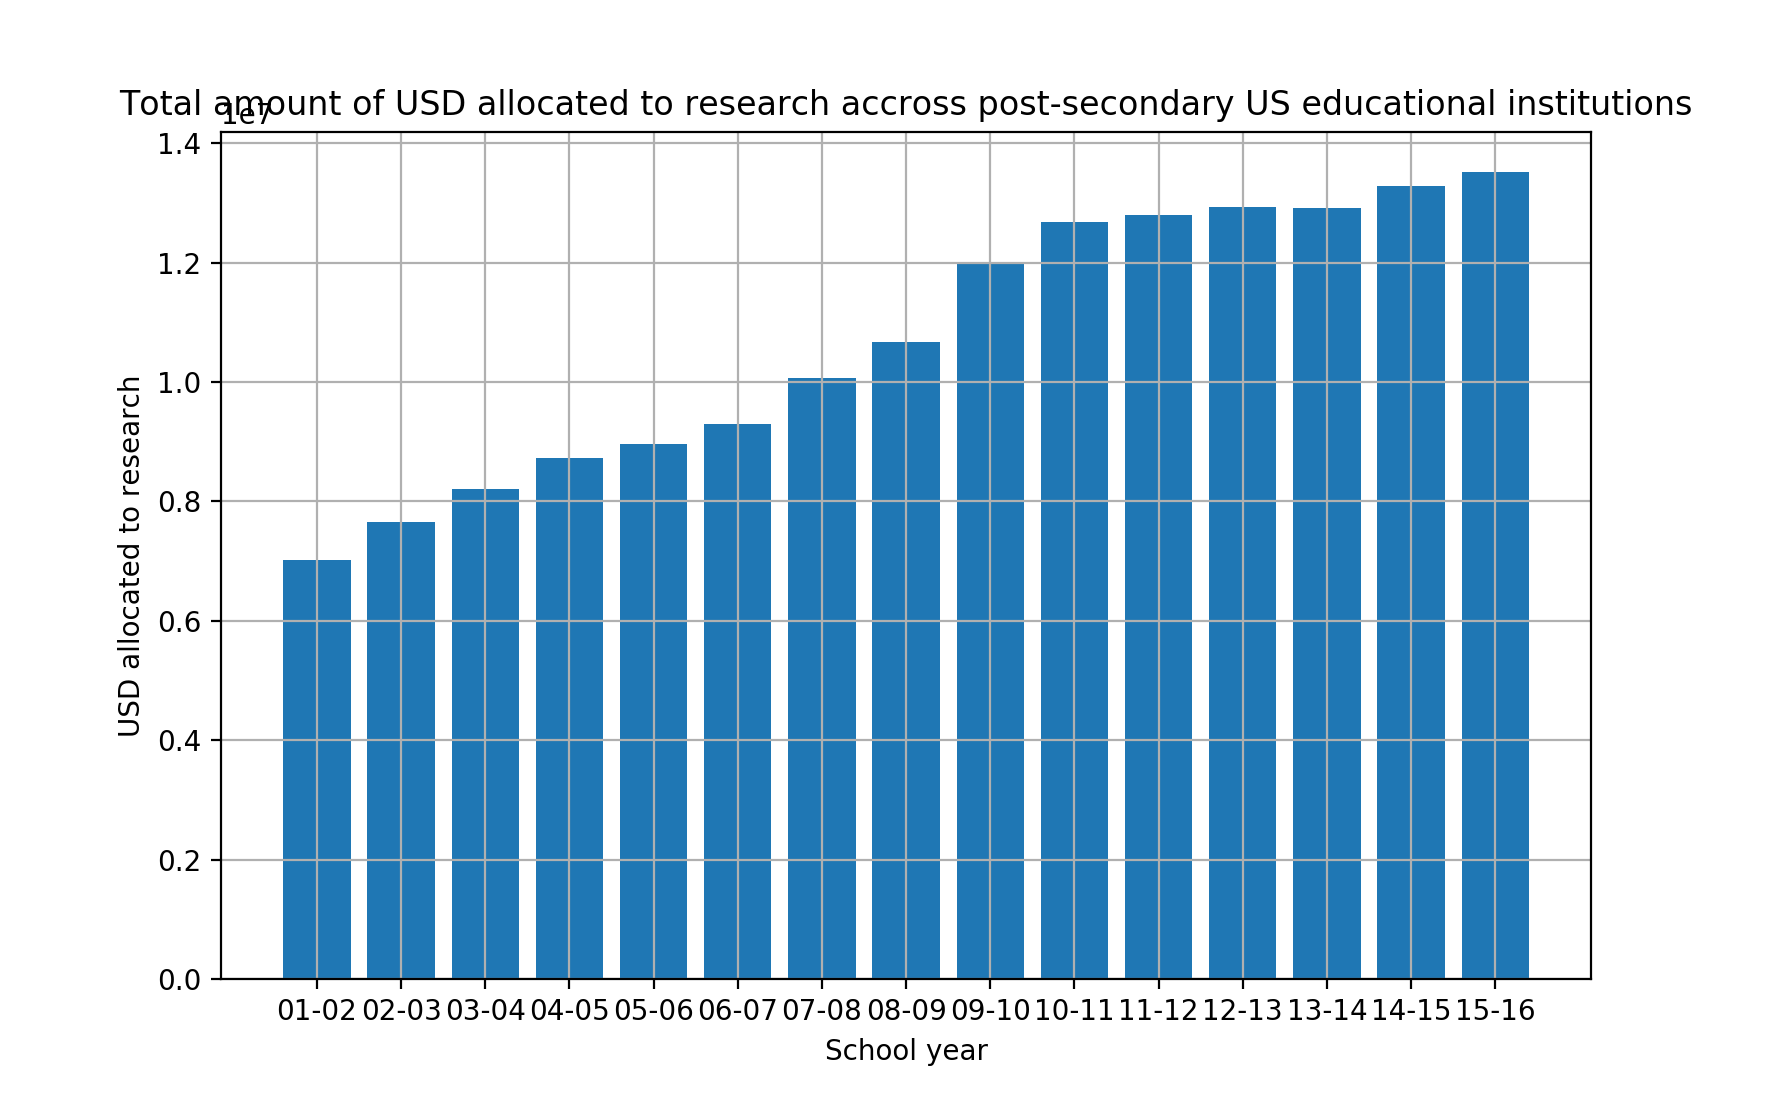 Total amount of USD allocated to research accross post-secondary US educational institutions
1e7
1.4
1.2
1.0
0.8
0.6
0.4
0.2
0.0
USD allocated to research
01-02 02-03 03-04 04-05 05-06 06-07 07-08 08-09 09-10 10-11 11-12 12-13 13-14 14-15 15-16
School year